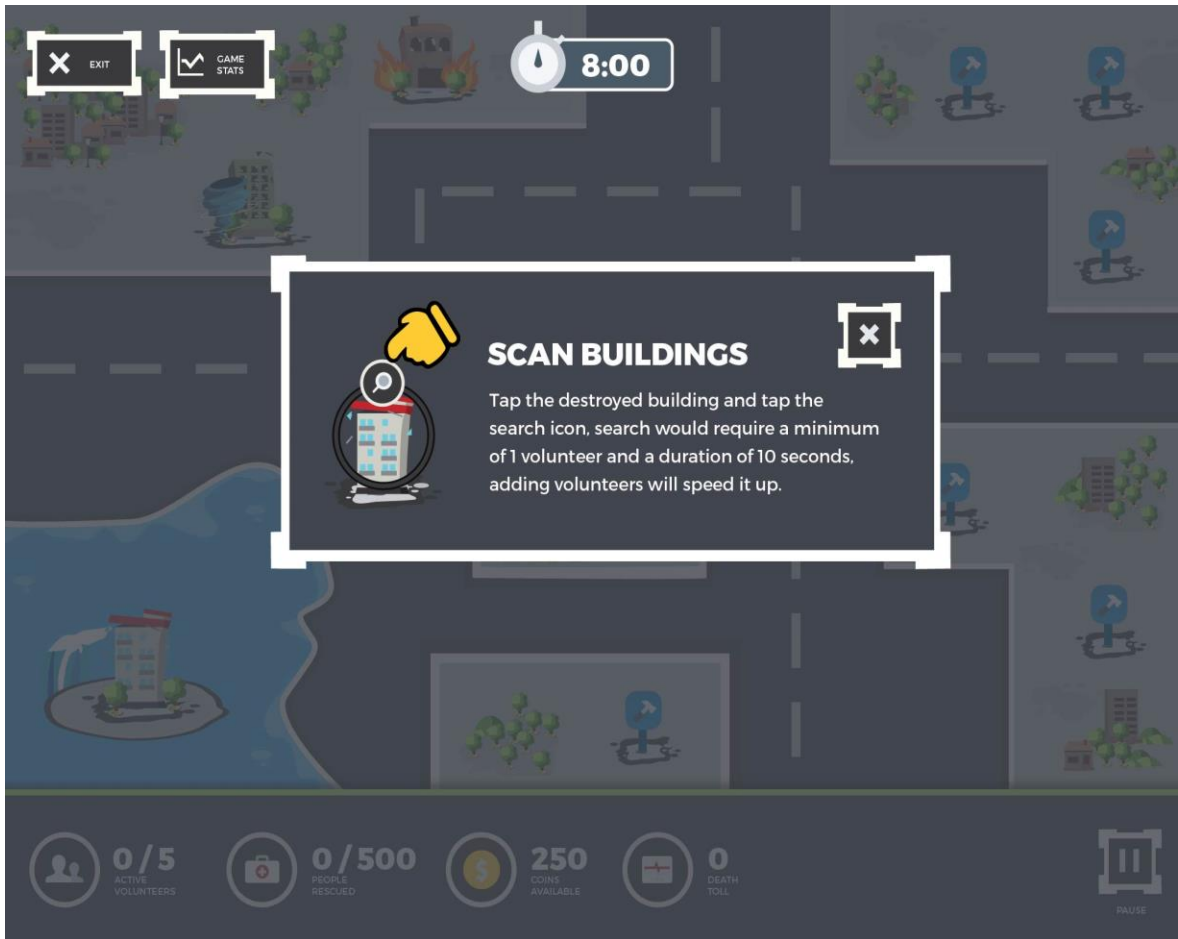 EXIT
GAME
STATS
8:00
SCAN BUILDINGS
Tap the destroyed building and tap the
search icon, search would require a minimum
of 1 volunteer and a duration of 10 seconds,
adding volunteers will speed it up.
0 / 5
ACTIVE
VOLUNTEERS
0 / 500
PEOPLE
RESCUED
250
COINS
AVAILABLE
0
DEATH
TOLL
PAUSE